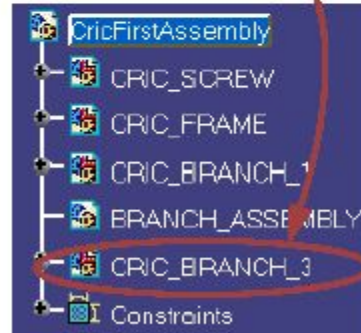 CricFirstAssembly
CRIC_SCREW
CRIC_FRAME
CRIC_BRANCH_1
BRANCH_ASSEMBLY
CRIC_BRANCH_3
Constraints